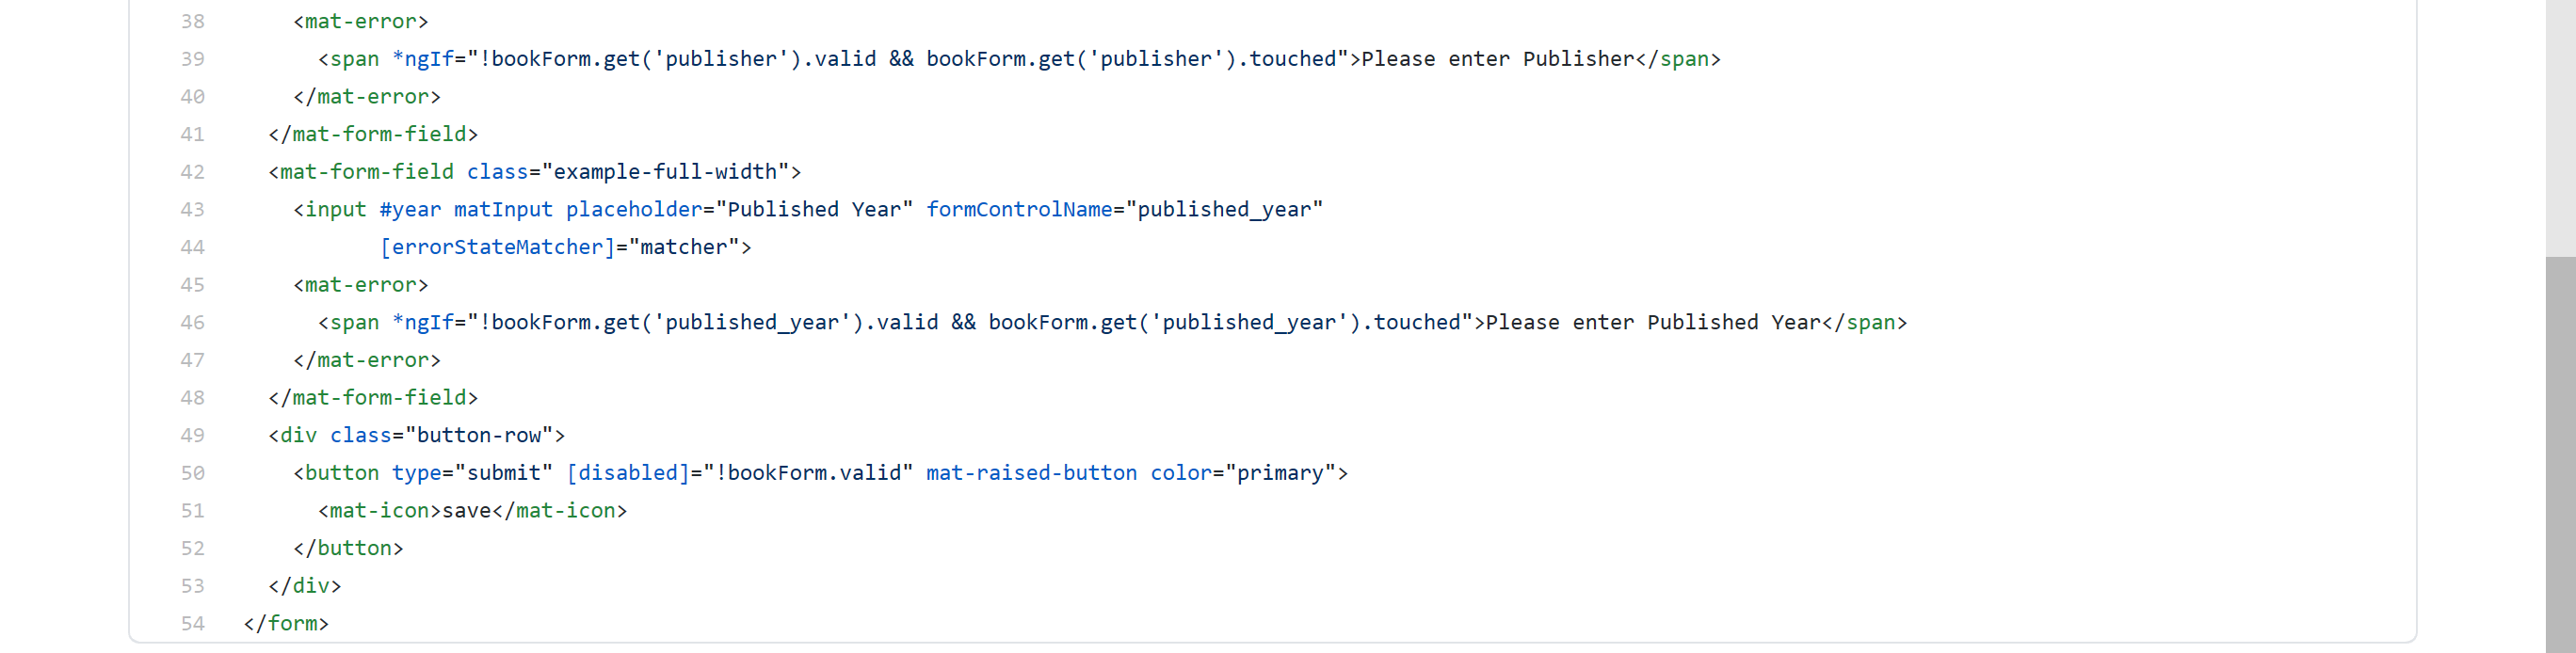 38 <mat-error>
39 <span *ngIf="!bookForm.get('publisher').valid && bookForm.get('publisher').touched">Please enter Publisher</span>
40 </mat-error>
41 </mat-form-field>
42 <mat-form-field class="example-full-width">
43 <input #year matInput placeholder="Published Year" formControlName="published_year"
44 [errorStateMatcher]="matcher">
45 <mat-error>
46 <span *ngIf="!bookForm.get('published_year').valid && bookForm.get('published_year').touched">Please enter Published Year</span>
47 </mat-error>
48 </mat-form-field>
49 <div class="button-row">
50 <button type="submit" [disabled]="!bookForm.valid" mat-raised-button color="primary">
51 <mat-icon>save</mat-icon>
52 </button>
53 </div>
54 </form>